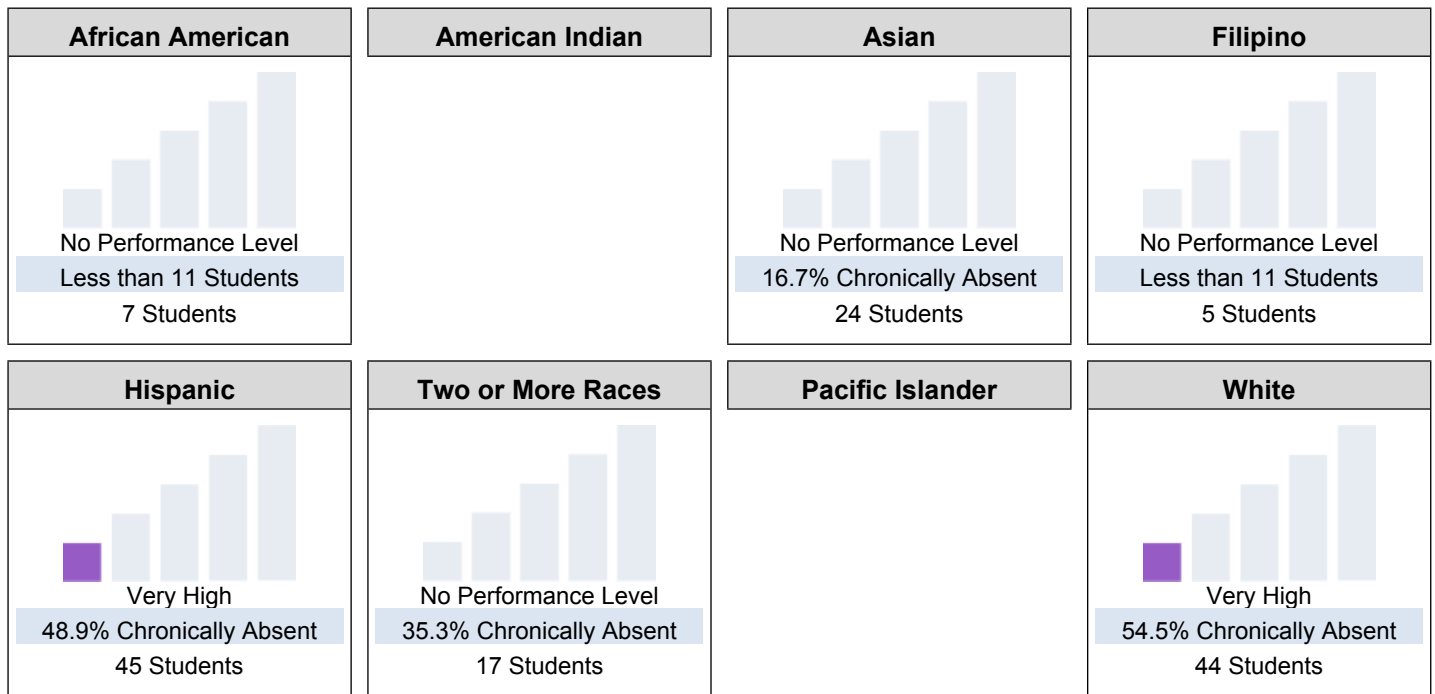 African American
No Performance Level
Less than 11 Students
7 Students
American Indian
Asian
No Performance Level
16.7% Chronically Absent
24 Students
Filipino
No Performance Level
Less than 11 Students
5 Students
Hispanic
Very High
48.9% Chronically Absent
45 Students
Two or More Races
No Performance Level
35.3% Chronically Absent
17 Students
Pacific Islander
White
Very High
54.5% Chronically Absent
44 Students